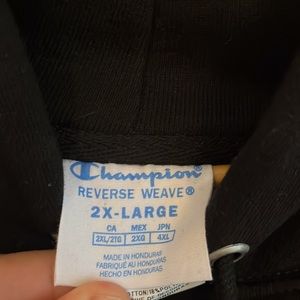 Champion
REVERSE WEAVE®
2X-LARGE
CA MEX JPN
2XL/2TG 2XG 4XL
MADE IN HONDURAS
FABRIQUÉ AU HONDURAS
HECHO EN HONDURAS